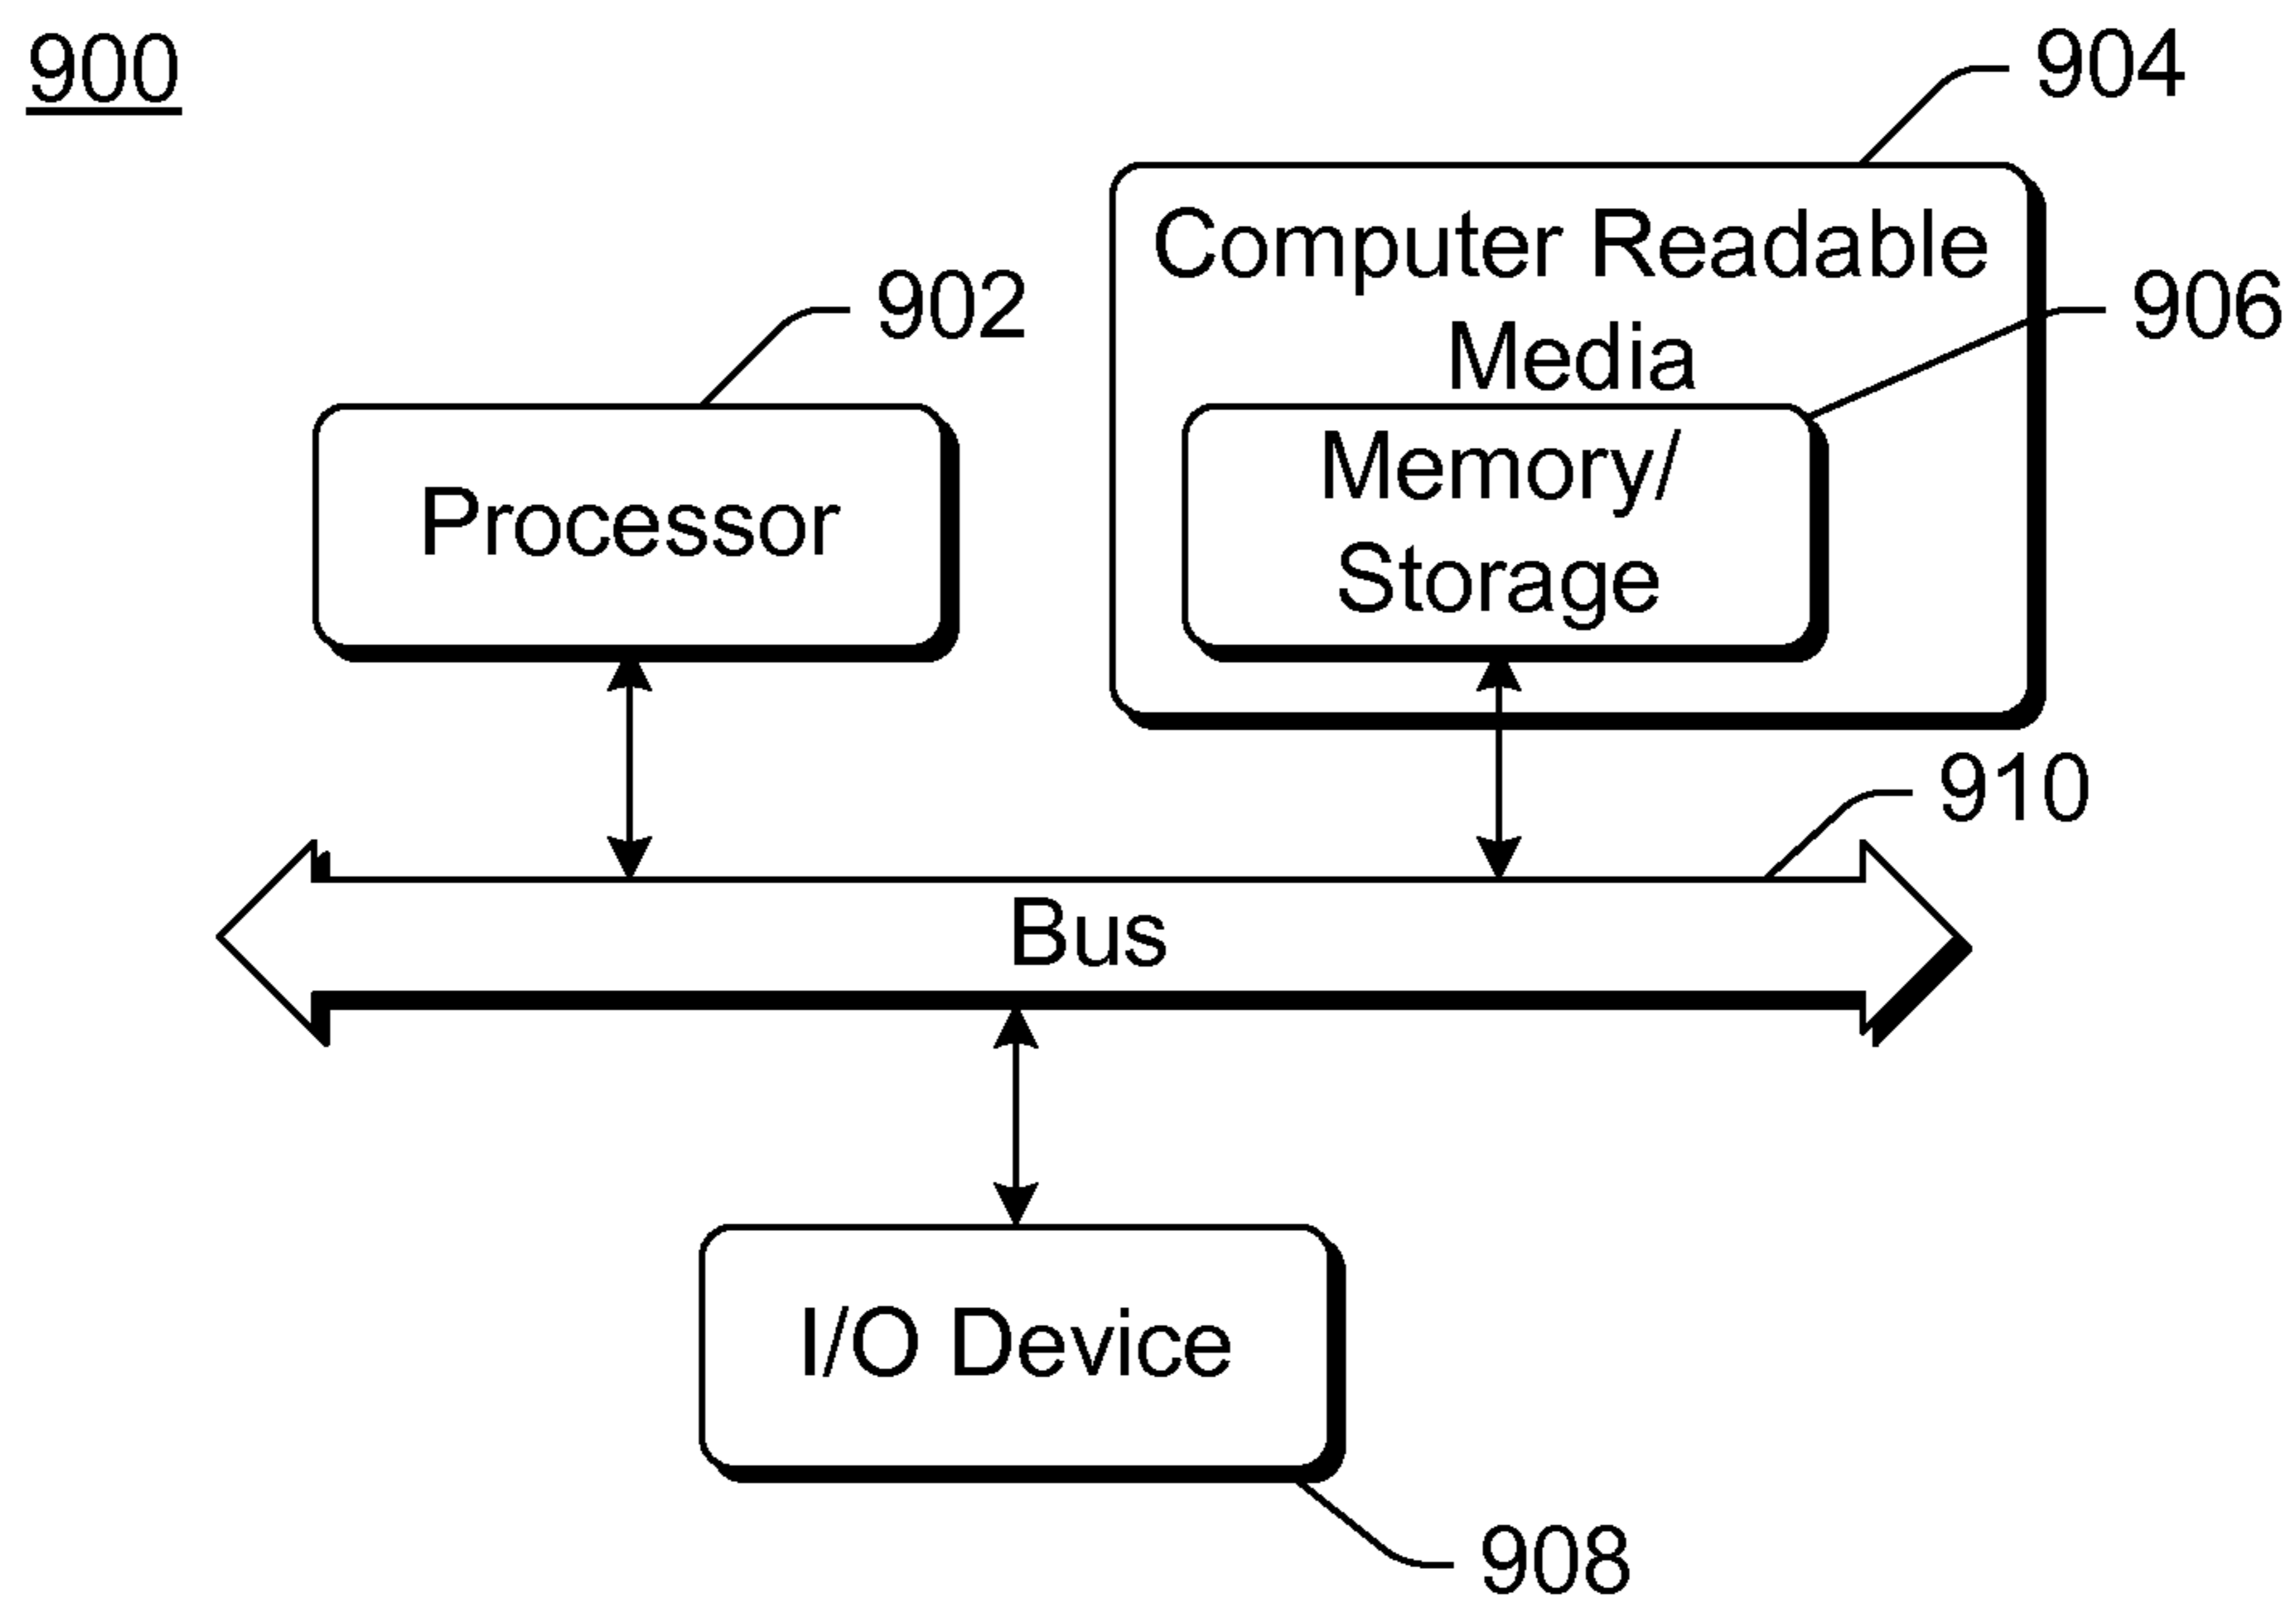 900
904
Computer Readable
Media
902
906
Processor
Memory/
Storage
910
Bus
I/O Device
908